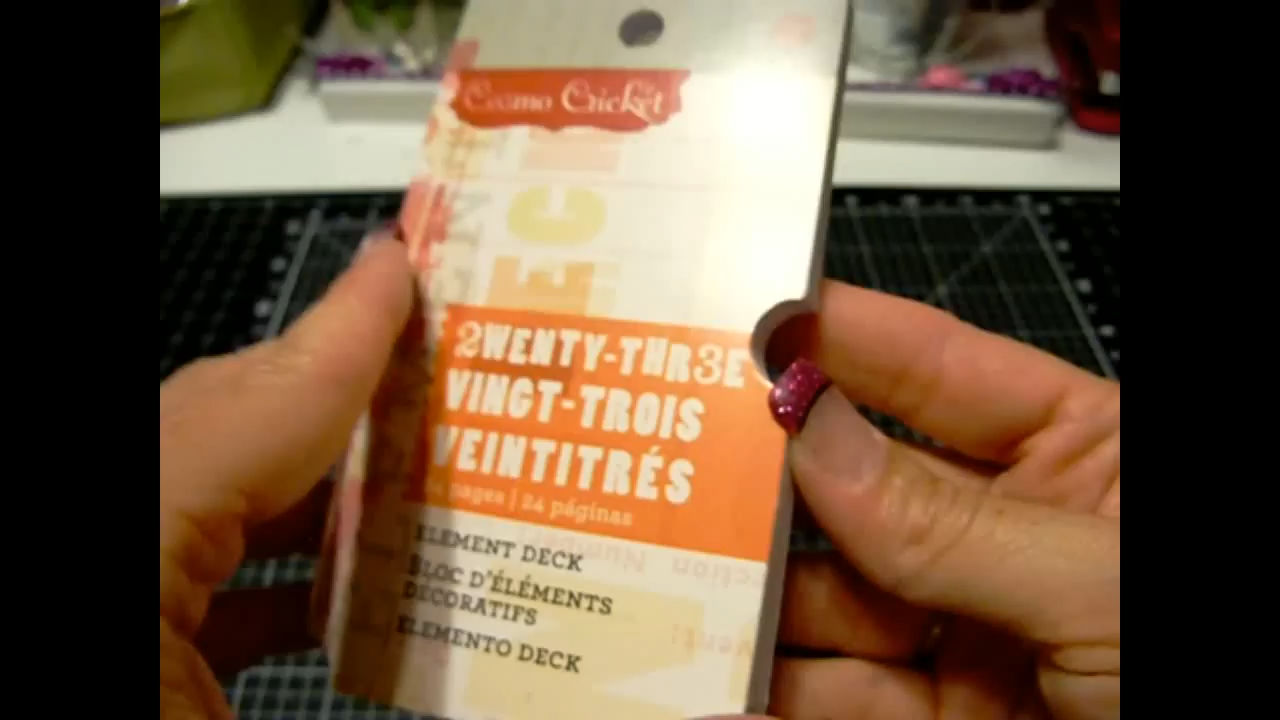 Cosmo Cricket
2WENTY-THR3E
VINGT-TROIS
VEINTITRÉS
24 pages | 24 páginas
ELEMENT DECK
BLOC D'ÉLÉMENTS
DÉCORATIFS
ELEMENTO DECK